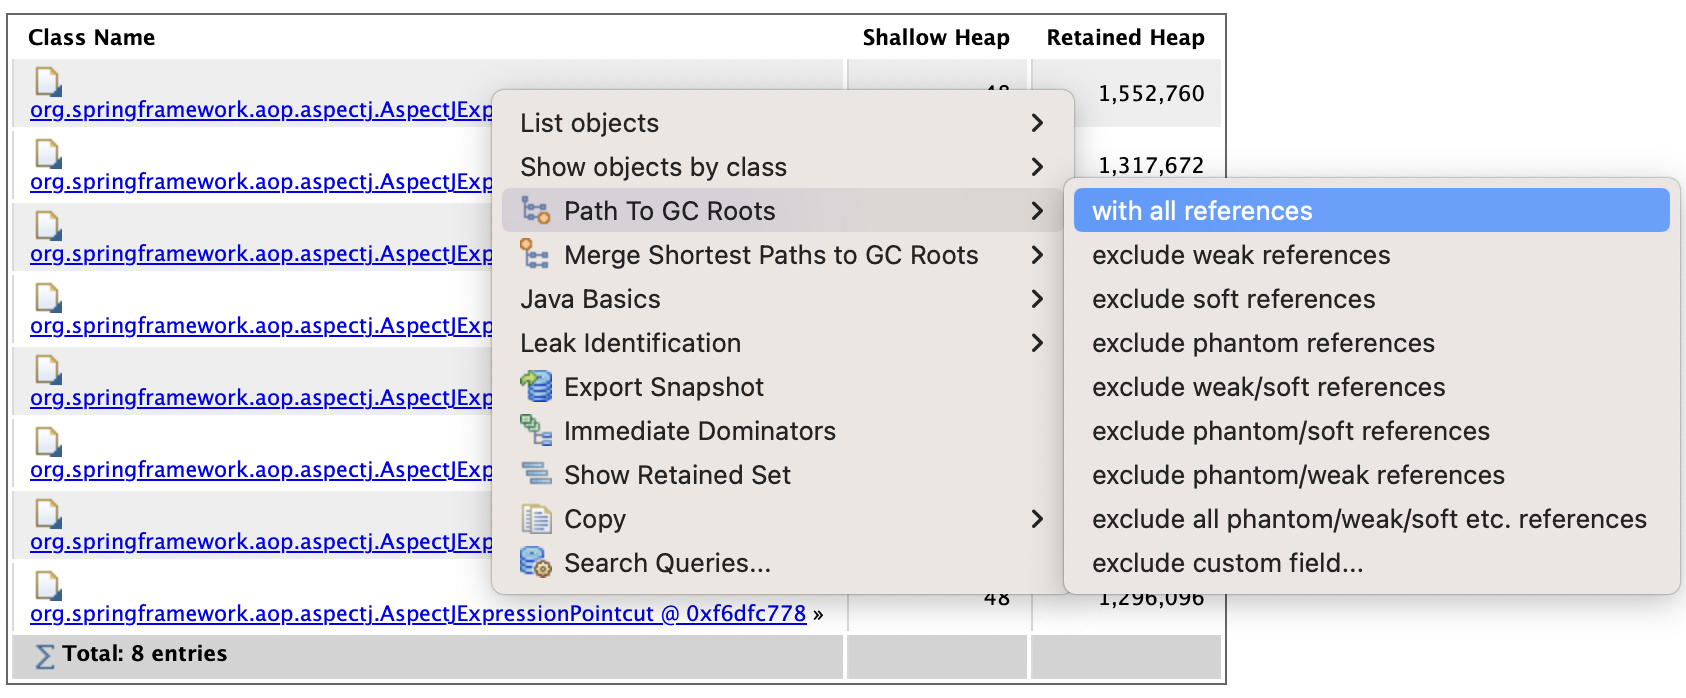 Class Name Shallow Heap Retained Heap
org.springframework.aop.aspectj.AspectJExp 1,552,760
org.springframework.aop.aspectj.AspectJExp 1,317,672
org.springframework.aop.aspectj.AspectJExp
org.springframework.aop.aspectj.AspectJExp
org.springframework.aop.aspectj.AspectJExp
org.springframework.aop.aspectj.AspectJExp
org.springframework.aop.aspectj.AspectJExp
org.springframework.aop.aspectj.AspectJExpressionPointcut @ 0xf6dfc778 » 48 1,296,096
Total: 8 entries
List objects
Show objects by class
Path To GC Roots
Merge Shortest Paths to GC Roots
Java Basics
Leak Identification
Export Snapshot
Immediate Dominators
Show Retained Set
Copy
Search Queries...
with all references
exclude weak references
exclude soft references
exclude phantom references
exclude weak/soft references
exclude phantom/soft references
exclude phantom/weak references
exclude all phantom/weak/soft etc. references
exclude custom field...